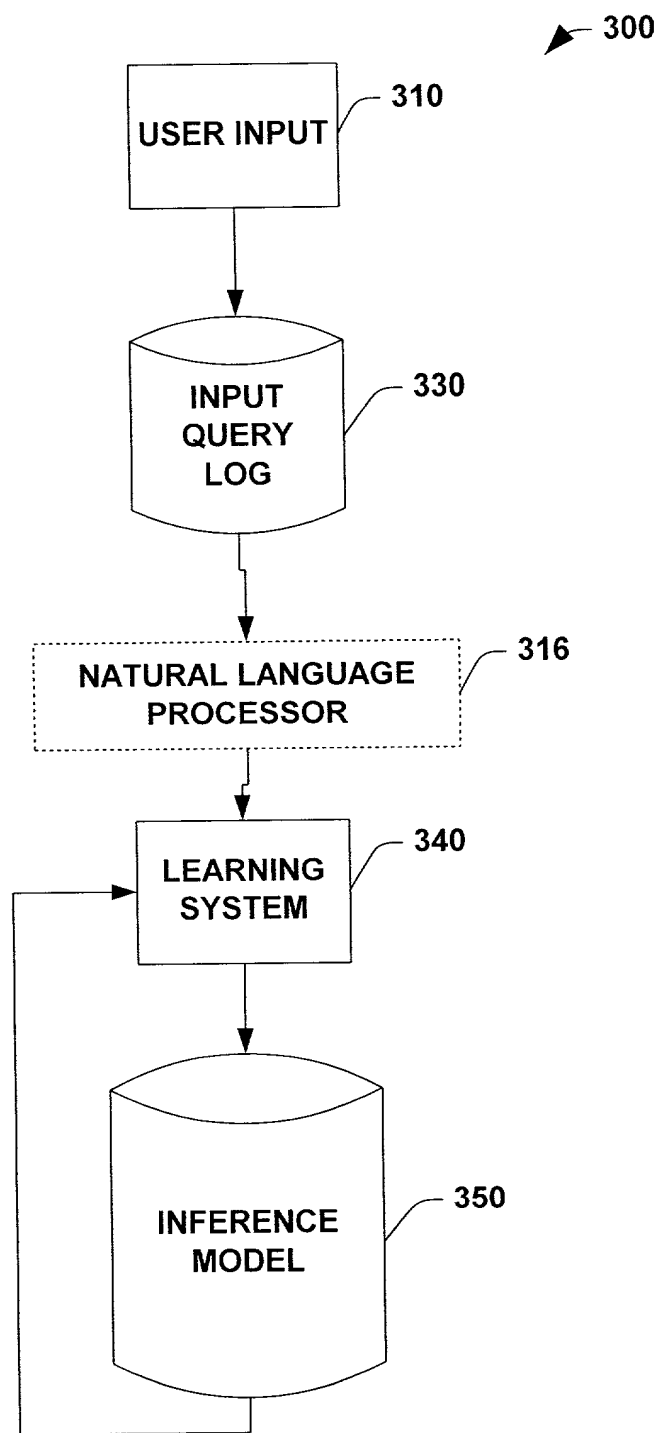 300
310
USER INPUT
330
INPUT
QUERY
LOG
316
NATURAL LANGUAGE
PROCESSOR
340
LEARNING
SYSTEM
350
INFERENCE
MODEL